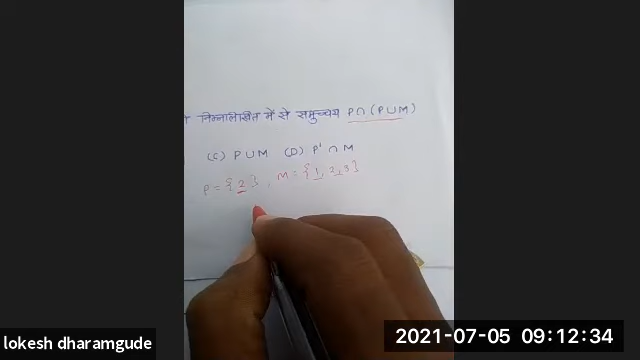 निम्नलिखित में से समुच्चय P∩(P∪M)
(C) P∪M (D) P'∩M
P = {2}, M = {1, 2, 3}
lokesh dharamgude
2021-07-05 09:12:34